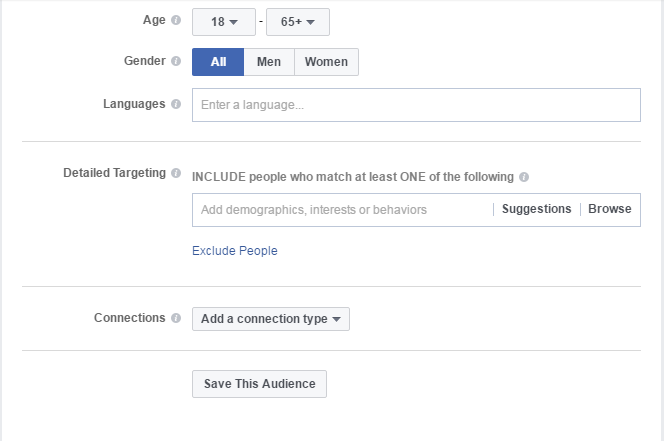 Age 18 - 65+
Gender All Men Women
Languages Enter a language...
Detailed Targeting INCLUDE people who match at least ONE of the following
Add demographics, interests or behaviors Suggestions Browse
Exclude People
Connections Add a connection type
Save This Audience